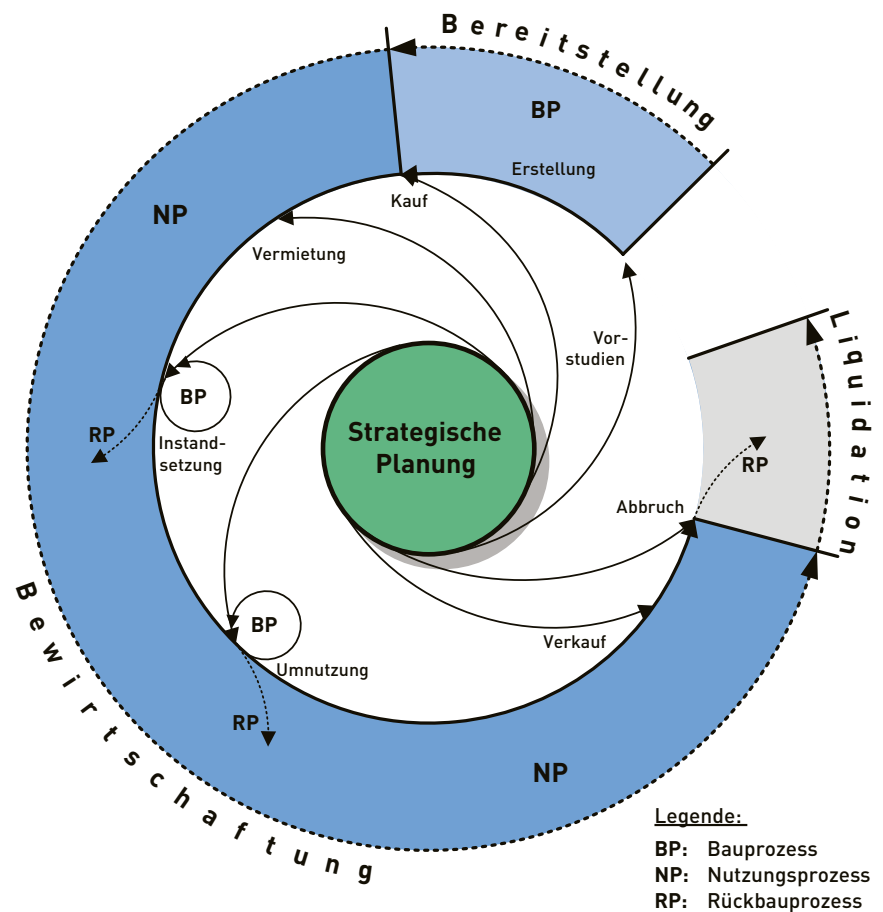 Bereitstellung
BP
Erstellung
Kauf
NP
Vermietung
Vor-
studien
Liquidation
BP
RP
Instand-
setzung
Strategische
Planung
RP
Abbruch
Bewirtschaftung
BP
Umnutzung
Verkauf
RP
NP
Legende:
BP: Bauprozess
NP: Nutzungsprozess
RP: Rückbauprozess